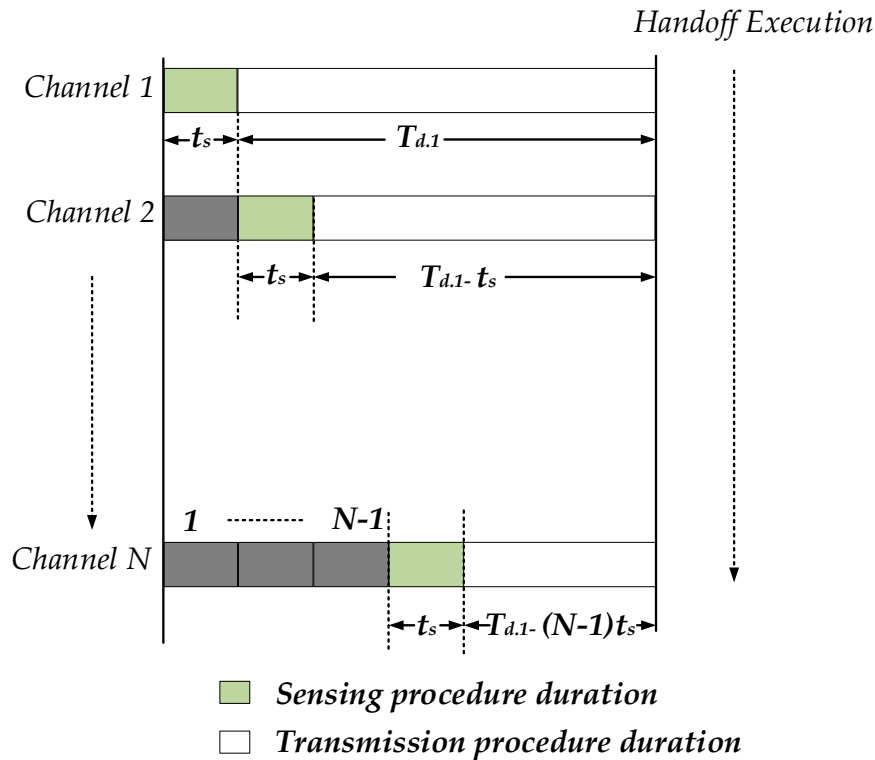 Handoff Execution
Channel 1
ts
Td.1
Channel 2
ts
Td.1- ts
1 N-1
Channel N
ts
Td.1- (N-1)ts
Sensing procedure duration
Transmission procedure duration